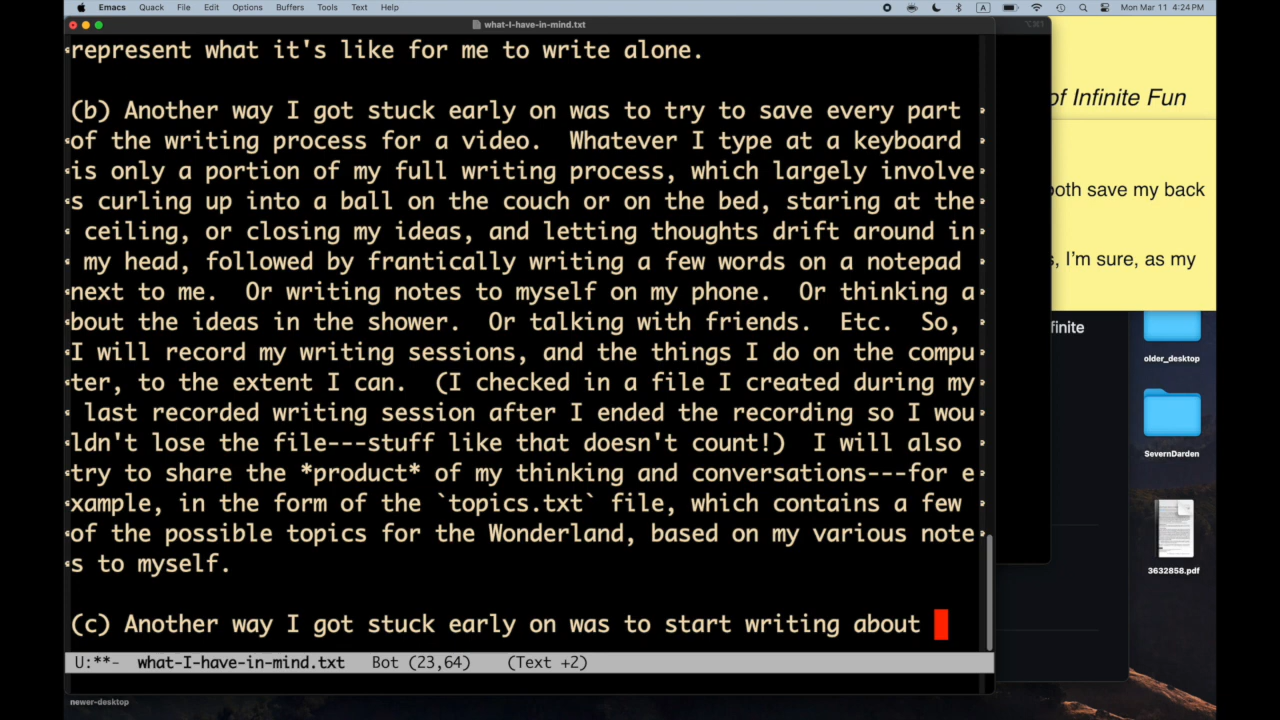 Emacs Quack File Edit Options Buffers Tools Text Help
A Mon Mar 11 4:24 PM
what-I-have-in-mind.txt
⌥⌘1
represent what it's like for me to write alone.
(b) Another way I got stuck early on was to try to save every part
of the writing process for a video.  Whatever I type at a keyboard
is only a portion of my full writing process, which largely involve
s curling up into a ball on the couch or on the bed, staring at the
ceiling, or closing my ideas, and letting thoughts drift around in
my head, followed by frantically writing a few words on a notepad
next to me.  Or writing notes to myself on my phone.  Or thinking a
bout the ideas in the shower.  Or talking with friends.  Etc.  So,
I will record my writing sessions, and the things I do on the compu
ter, to the extent I can.  (I checked in a file I created during my
last recorded writing session after I ended the recording so I wou
ldn't lose the file---stuff like that doesn't count!)  I will also
try to share the *product* of my thinking and conversations---for e
xample, in the form of the `topics.txt` file, which contains a few
of the possible topics for the Wonderland, based on my various note
s to myself.
(c) Another way I got stuck early on was to start writing about
U:**-  what-I-have-in-mind.txt   Bot (23,64)    (Text +2)
newer-desktop
of Infinite Fun
both save my back
s, I'm sure, as my
finite
older_desktop
SevernDarden
3632858.pdf